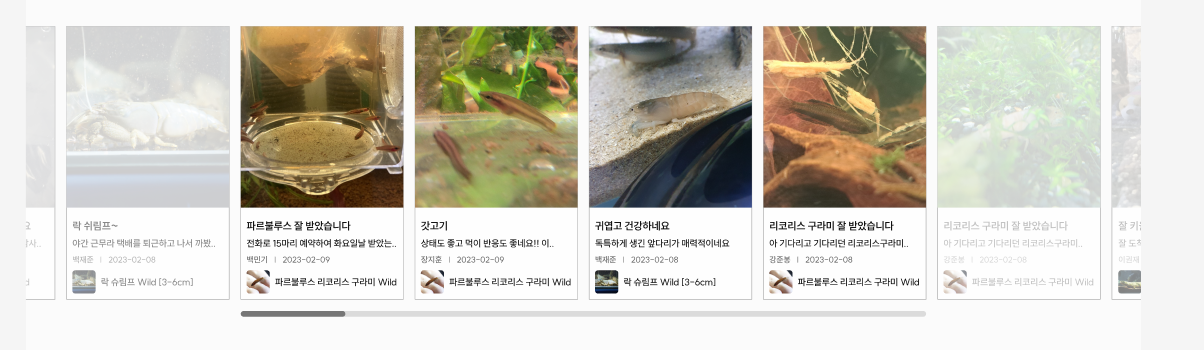 락 쉬림프~
야간 근무라 택배를 퇴근하고 나서 까봤..
백재준 | 2023-02-08
락 슈림프 Wild [3-6cm]
파르불루스 잘 받았습니다
전화로 15마리 예약하여 화요일날 받았는..
백민기 | 2023-02-09
파르불루스 리코리스 구라미 Wild
갓고기
상태도 좋고 먹이 반응도 좋네요!! 이..
장지훈 | 2023-02-09
파르불루스 리코리스 구라미 Wild
귀엽고 건강하네요
독특하게 생긴 앞다리가 매력적이네요
백재준 | 2023-02-08
락 슈림프 Wild [3-6cm]
리코리스 구라미 잘 받았습니다
아 기다리고 기다리던 리코리스구라미..
강준봉 | 2023-02-08
파르불루스 리코리스 구라미 Wild
리코리스 구라미 잘 받았습니다
아 기다리고 기다리던 리코리스구라미..
강준봉 | 2023-02-08
파르불루스 리코리스 구라미 Wild
잘 키
잘 도
이권재